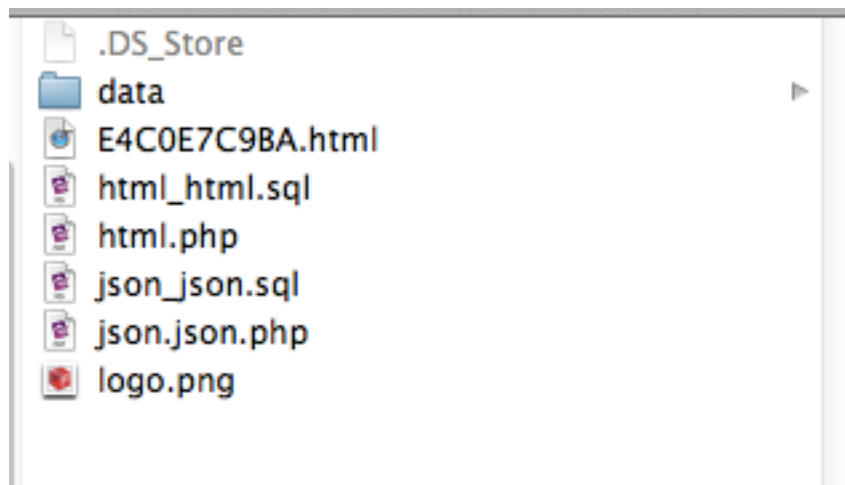 .DS_Store
data
E4C0E7C9BA.html
html_html.sql
html.php
json_json.sql
json.json.php
logo.png